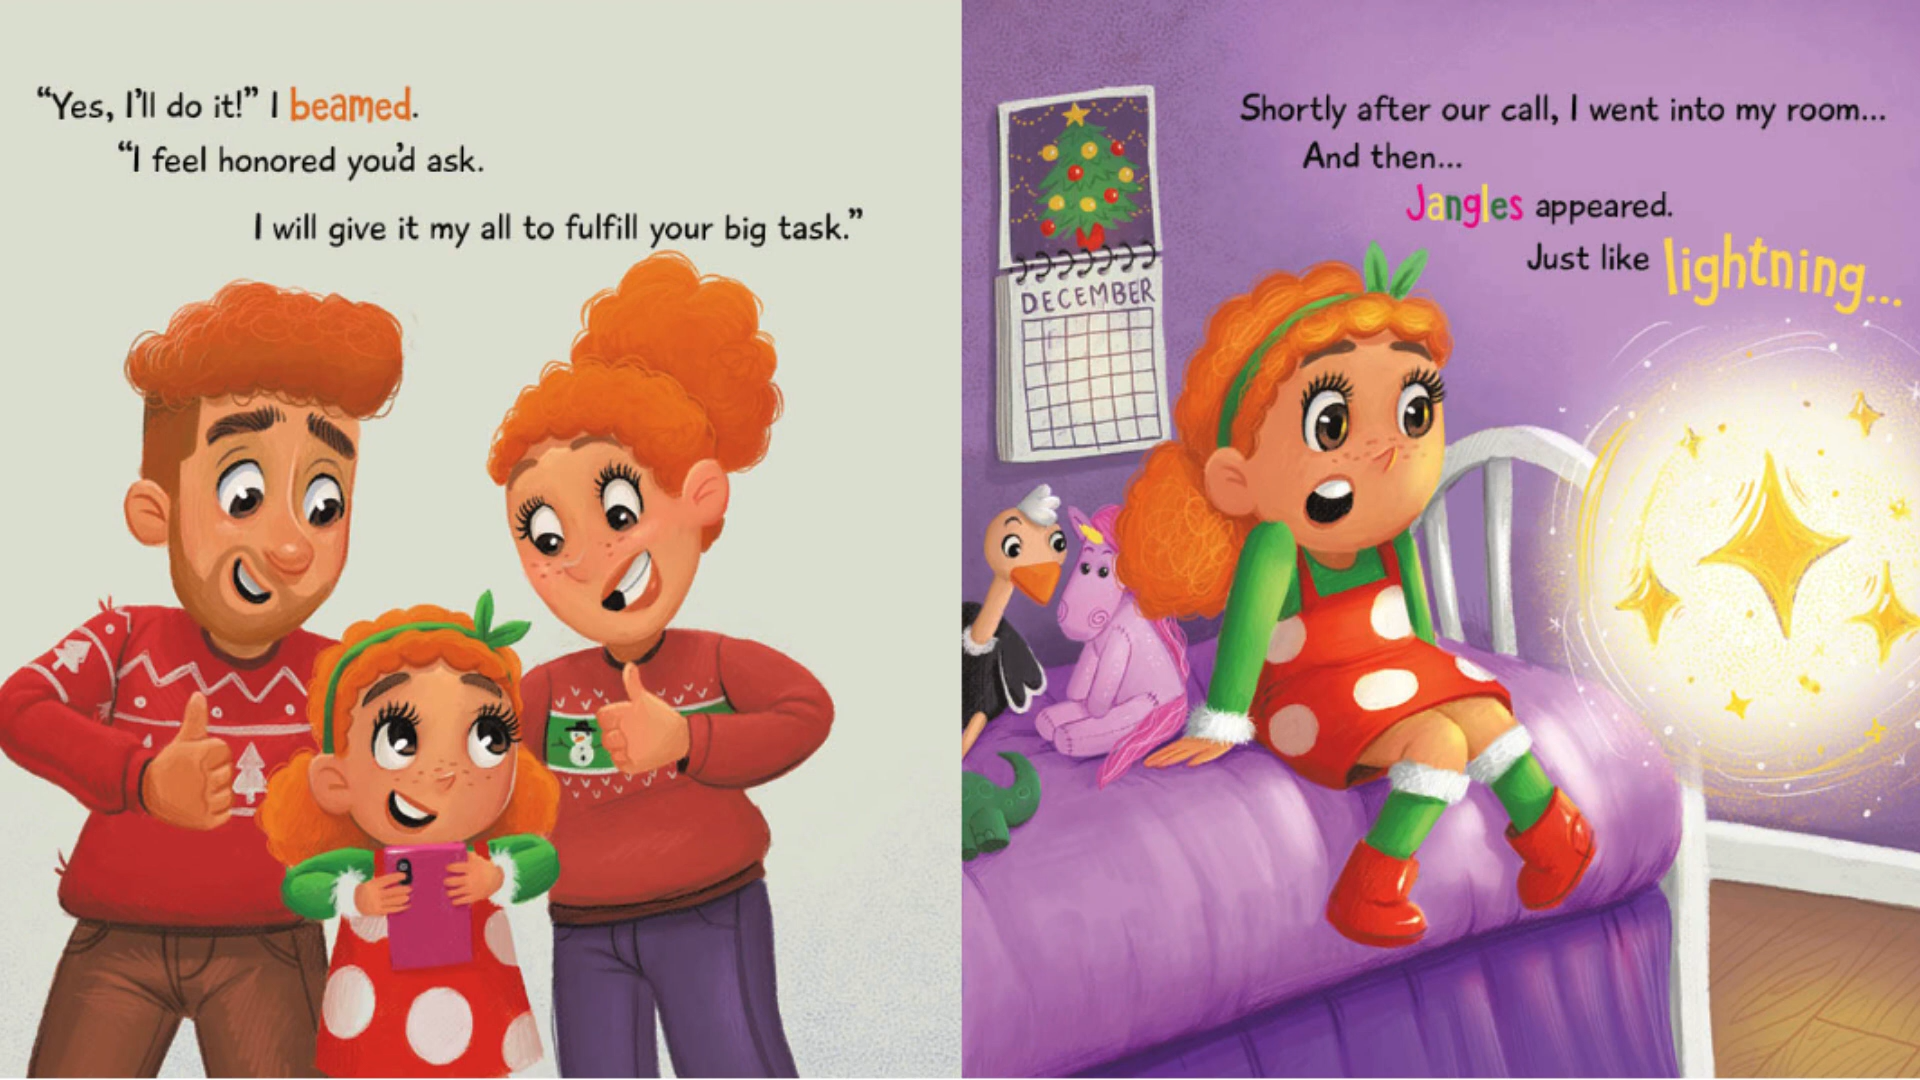 “Yes, I’ll do it!” I beamed.
“I feel honored you’d ask.
I will give it my all to fulfill your big task.”
Shortly after our call, I went into my room...
And then...
Jangles appeared.
Just like lightning...
DECEMBER